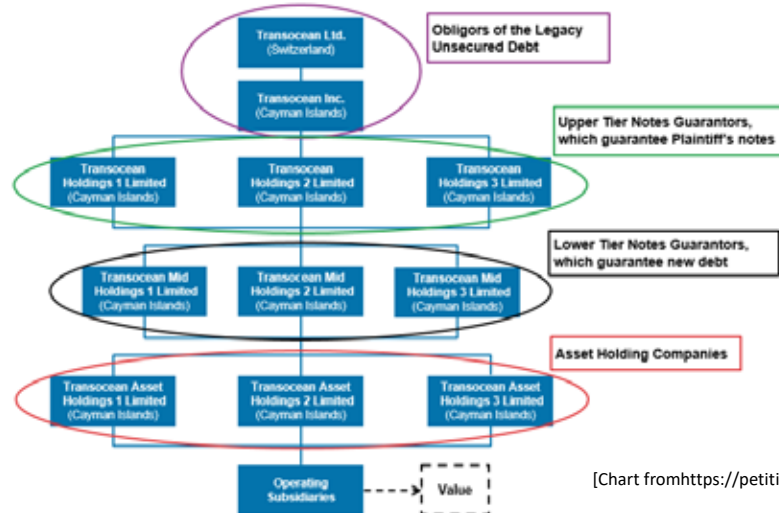 Transocean Ltd.
(Switzerland)
Obligors of the Legacy
Unsecured Debt
Transocean Inc.
(Cayman Islands)
Upper Tier Notes Guarantors,
which guarantee Plaintiff's notes
Transocean
Holdings 1 Limited
(Cayman Islands)
Transocean
Holdings 2 Limited
(Cayman Islands)
Transocean
Holdings 3 Limited
(Cayman Islands)
Lower Tier Notes Guarantors,
which guarantee new debt
Transocean Mid
Holdings 1 Limited
(Cayman Islands)
Transocean Mid
Holdings 2 Limited
(Cayman Islands)
Transocean Mid
Holdings 3 Limited
(Cayman Islands)
Asset Holding Companies
Transocean Asset
Holdings 1 Limited
(Cayman Islands)
Transocean Asset
Holdings 2 Limited
(Cayman Islands)
Transocean Asset
Holdings 3 Limited
(Cayman Islands)
Operating
Subsidiaries
Value
[Chart fromhttps://petiti